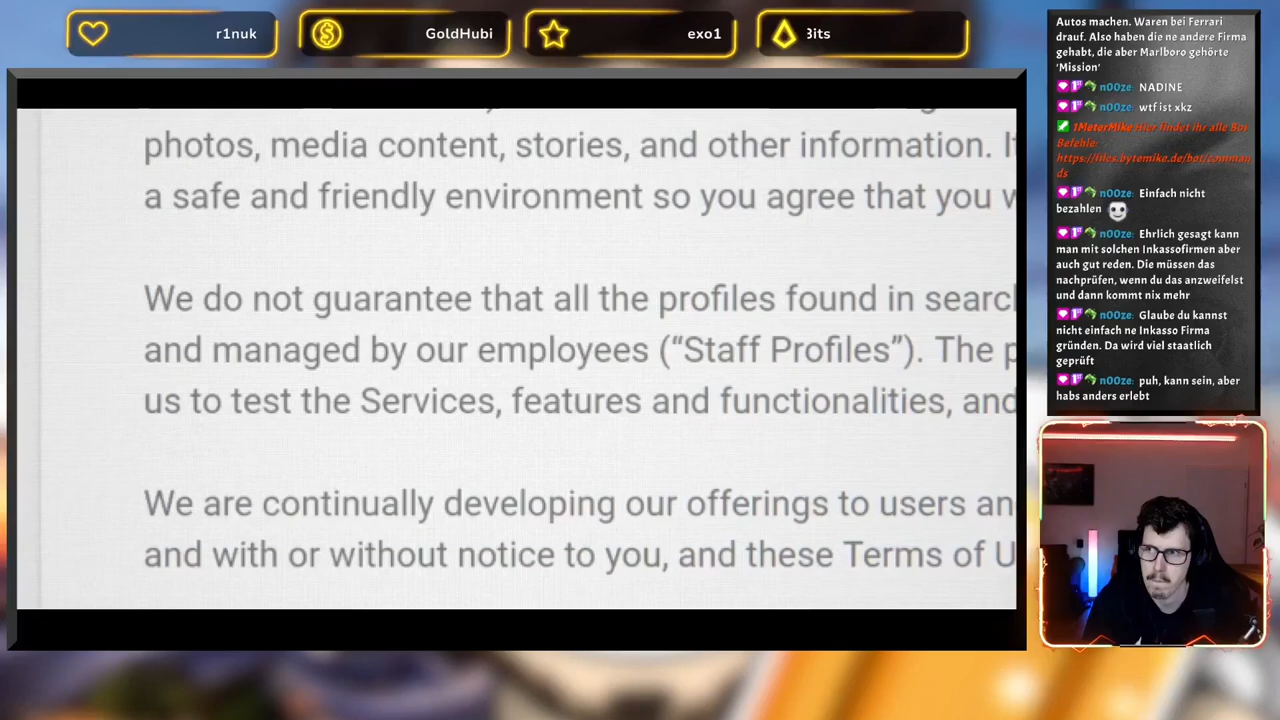 r1nuk
GoldHubi
exo1
Bits
photos, media content, stories, and other information. It
a safe and friendly environment so you agree that you w
We do not guarantee that all the profiles found in search
and managed by our employees (“Staff Profiles”). The p
us to test the Services, features and functionalities, and
We are continually developing our offerings to users an
and with or without notice to you, and these Terms of U
Autos machen. Waren bei Ferrari
drauf. Also haben die ne andere Firma
gehabt, die aber Marlboro gehörte
'Mission'
n00ze: NADINE
n00ze: wtf ist xkz
1MeterMike Hier findet ihr alle Bot
Befehle:
https://files.bytemike.de/bot/comman
ds
n00ze: Einfach nicht
bezahlen
n00ze: Ehrlich gesagt kann
man mit solchen Inkassofirmen aber
auch gut reden. Die müssen das
nachprüfen, wenn du das anzweifelst
und dann kommt nix mehr
n00ze: Glaube du kannst
nicht einfach ne Inkasso Firma
gründen. Da wird viel staatlich
geprüft
n00ze: puh, kann sein, aber
habs anders erlebt